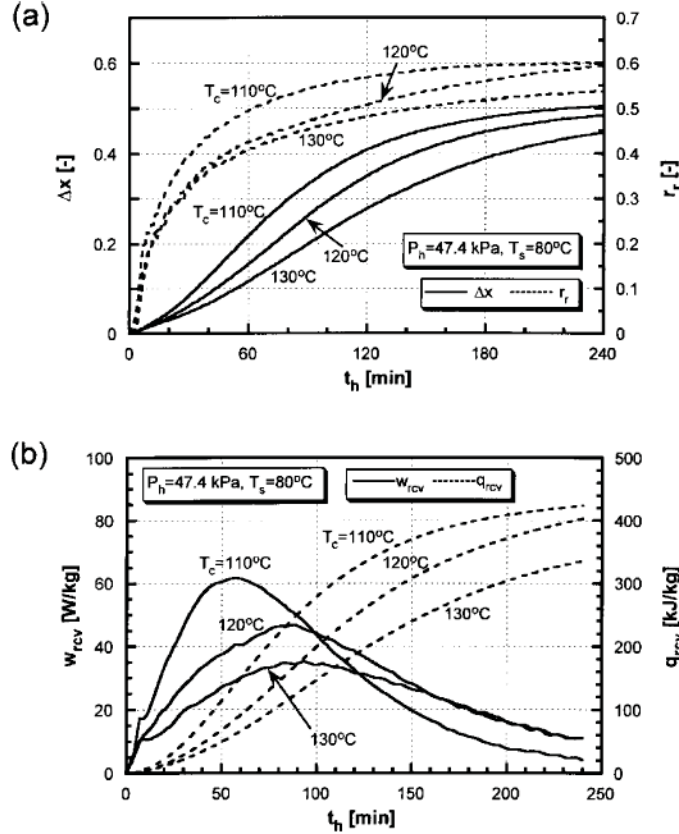 (a)
0.7
0.6
0.5
0.4
0.3
0.2
0.1
0
r_r [-]
0.6
0.4
0.2
0
Δx [-]
T_c=110°C
120°C
130°C
T_c=110°C
120°C
130°C
P_h=47.4 kPa, T_s=80°C
Δx r_r
0 60 120 180 240
t_h [min]
(b)
100
80
60
40
20
0
w_rcv [W/kg]
500
400
300
200
100
0
q_rcv [kJ/kg]
P_h=47.4 kPa, T_s=80°C
w_rcv q_rcv
T_c=110°C
T_c=110°C
120°C
120°C
130°C
130°C
0 50 100 150 200 250
t_h [min]